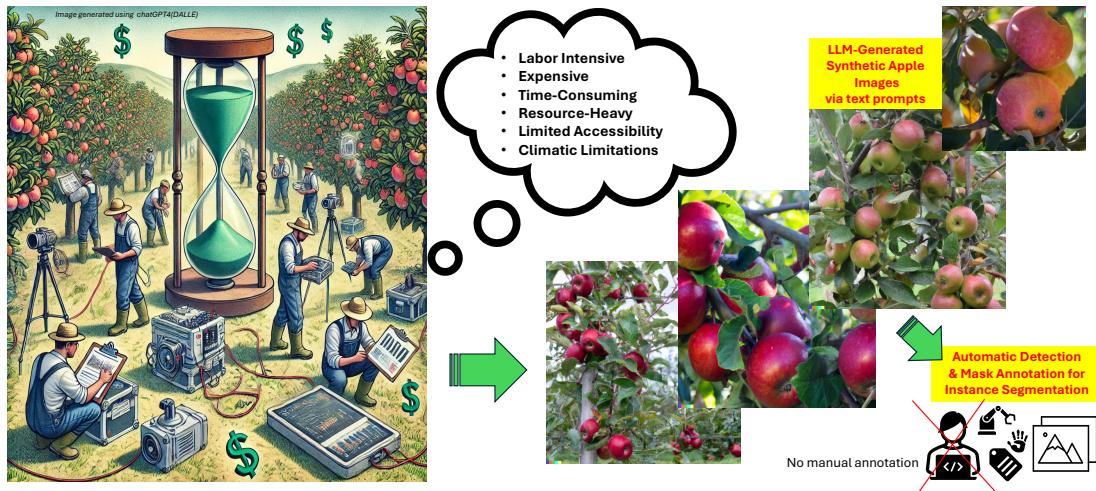 Image generated using chatGPT4(DALLE)
$
$
$
• Labor Intensive
• Expensive
• Time-Consuming
• Resource-Heavy
• Limited Accessibility
• Climatic Limitations
LLM-Generated
Synthetic Apple
Images
via text prompts
$
$
Automatic Detection
& Mask Annotation for
Instance Segmentation
No manual annotation
</>